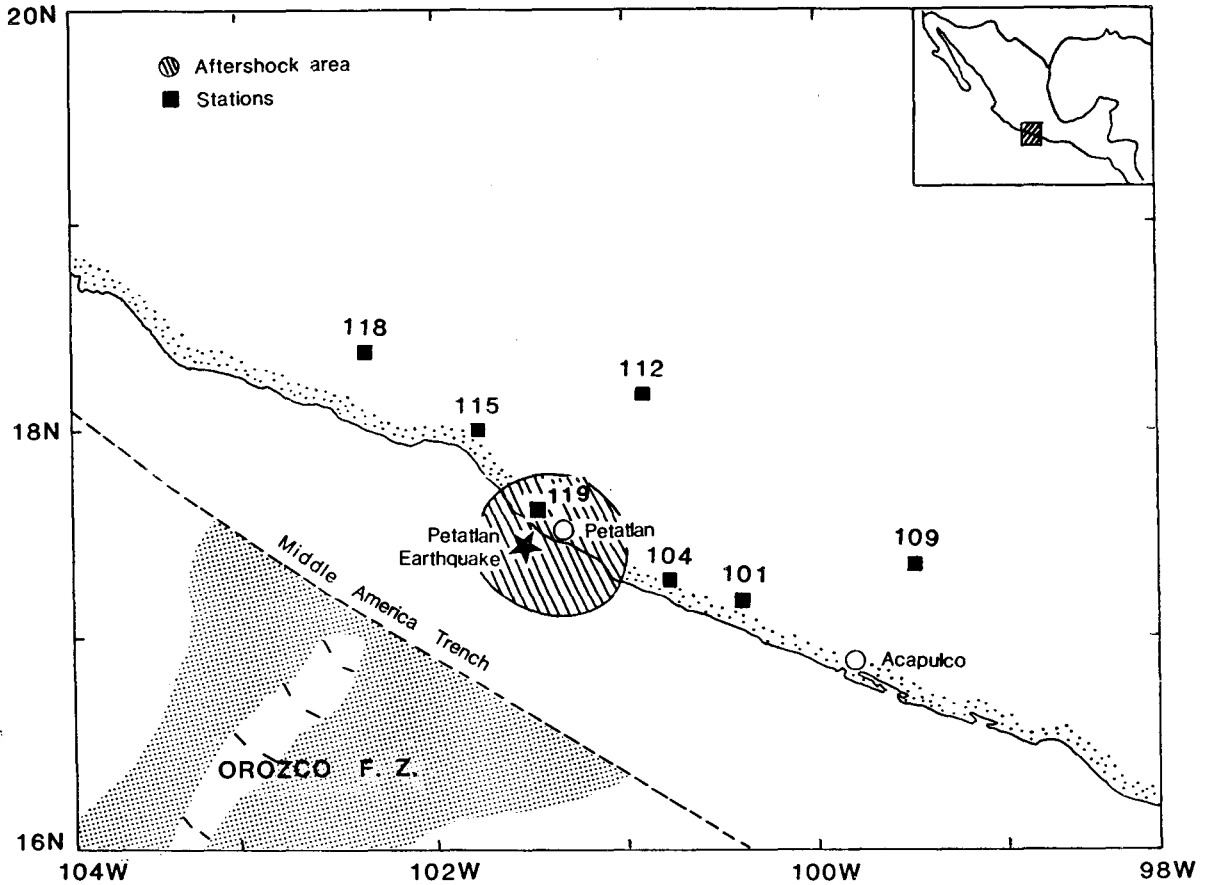 20N
Aftershock area
Stations
118
112
115
18N
119
Petatlan
Petatlan
Earthquake
104
101
109
Middle America Trench
Acapulco
OROZCO F. Z.
16N
104W
102W
100W
98W